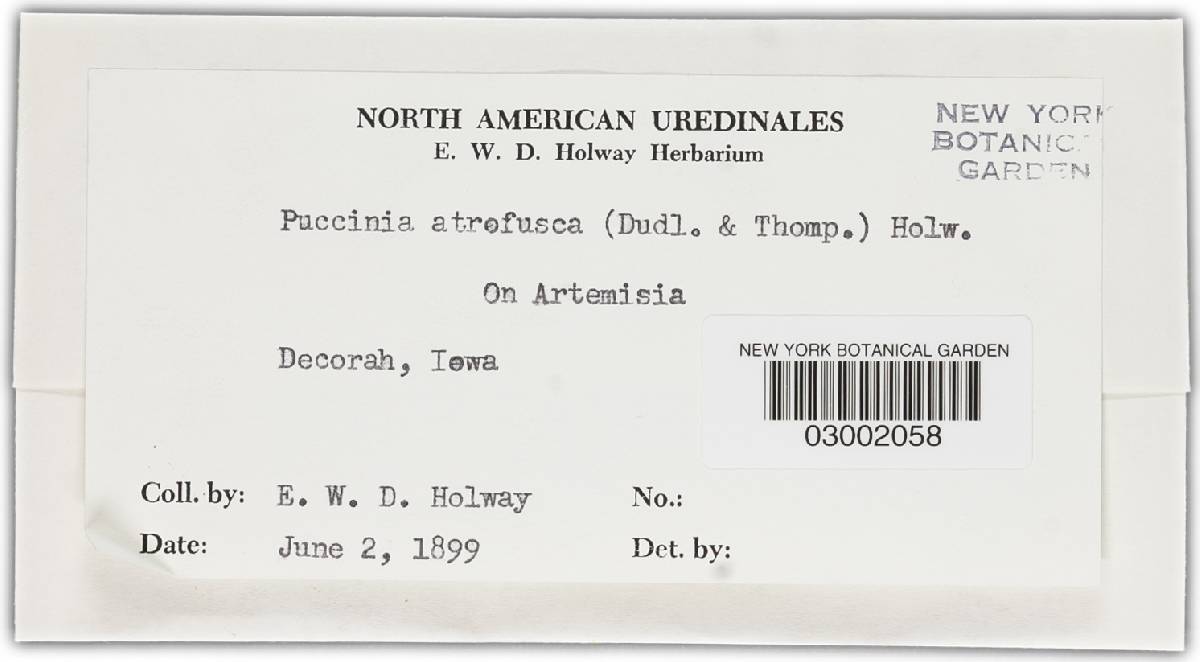 NORTH AMERICAN UREDINALES
E. W. D. Holway Herbarium
NEW YORK
BOTANICA
GARDEN
Puccinia atrofusca (Dudl. & Thomp.) Holw.
On Artemisia
Decorah, Iowa
NEW YORK BOTANICAL GARDEN
03002058
Coll. by: E. W. D. Holway No.:
Date: June 2, 1899 Det. by: